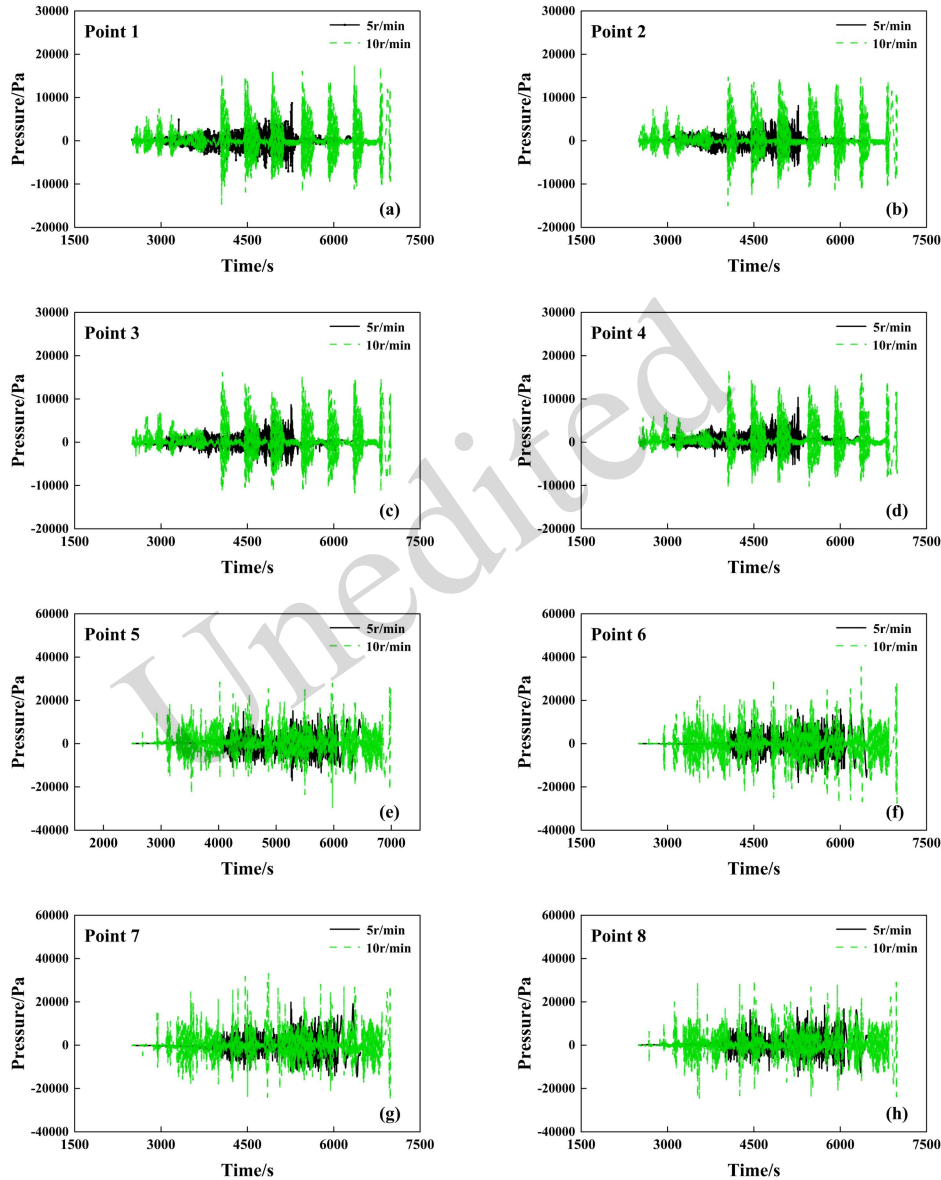 Point 1
5r/min
10r/min
30000
20000
10000
0
-10000
-20000
Pressure/Pa
(a)
1500 3000 4500 6000 7500
Time/s
Point 2
5r/min
10r/min
30000
20000
10000
0
-10000
-20000
Pressure/Pa
(b)
1500 3000 4500 6000 7500
Time/s
Point 3
5r/min
10r/min
30000
20000
10000
0
-10000
-20000
Pressure/Pa
(c)
1500 3000 4500 6000 7500
Time/s
Point 4
5r/min
10r/min
30000
20000
10000
0
-10000
-20000
Pressure/Pa
(d)
1500 3000 4500 6000 7500
Time/s
Point 5
5r/min
10r/min
60000
40000
20000
0
-20000
-40000
Pressure/Pa
(e)
2000 3000 4000 5000 6000 7000
Time/s
Point 6
5r/min
10r/min
60000
40000
20000
0
-20000
-40000
Pressure/Pa
(f)
1500 3000 4500 6000 7500
Time/s
Point 7
5r/min
10r/min
60000
40000
20000
0
-20000
-40000
Pressure/Pa
(g)
1500 3000 4500 6000 7500
Time/s
Point 8
5r/min
10r/min
60000
40000
20000
0
-20000
-40000
Pressure/Pa
(h)
1500 3000 4500 6000 7500
Time/s
Unedited